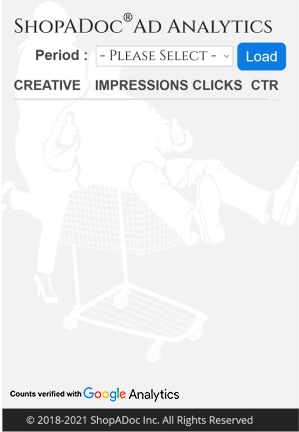 ShopADoc® Ad Analytics
Period : - Please Select - Load
CREATIVE IMPRESSIONS CLICKS CTR
Counts verified with Google Analytics
© 2018-2021 ShopADoc Inc. All Rights Reserved